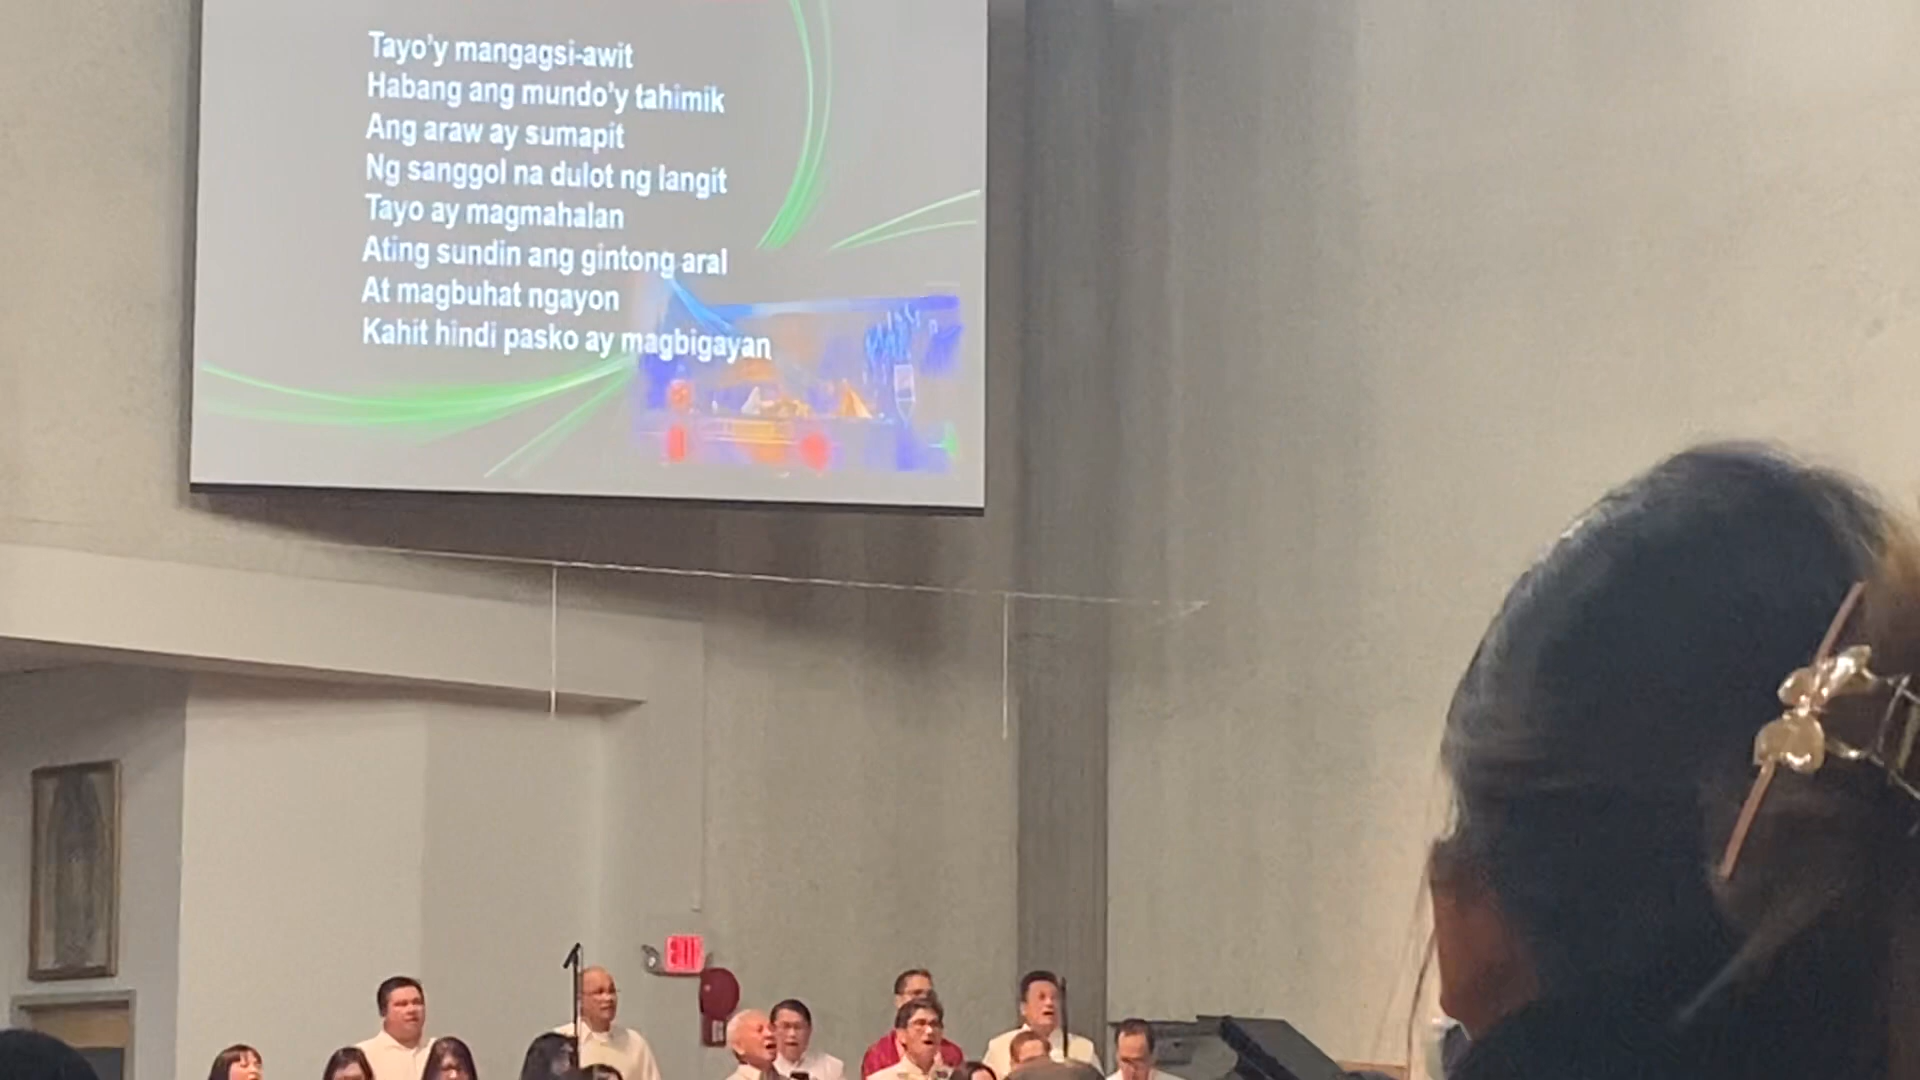 Tayo'y mangagsi-awit
Habang ang mundo'y tahimik
Ang araw ay sumapit
Ng sanggol na dulot ng langit
Tayo ay magmahalan
Ating sundin ang gintong aral
At magbuhat ngayon
Kahit hindi pasko ay magbigayan